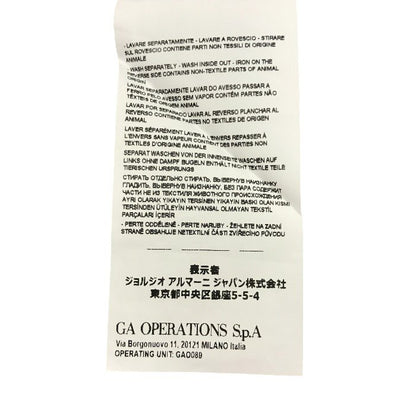 - LAVARE SEPARATAMENTE - LAVARE A ROVESCIO - STIRARE
SUL ROVESCIO CONTIENE PARTI NON TESSILI DI ORIGINE
ANIMALE
- WASH SEPARATELY - WASH INSIDE OUT - IRON ON THE
REVERSE SIDE CONTAINS NON-TEXTILE PARTS OF ANIMAL
ORIGIN
LAVAR SEPARADAMENTE LAVAR DO AVESSO PASSAR A
FERRO PELO AVESSO SEM VAPOR CONTÉM PARTES NÃO
TÊXTEIS DE ORIGEM ANIMAL
LAVAR POR SEPARADO LAVAR AL REVERSO PLANCHAR AL
REVERSO CONTIENE PARTES NO TEXTILES DE ORIGEN
ANIMAL
LAVER SÉPARÉMENT LAVER A L'ENVERS REPASSER À
L'ENVERS SANS VAPEUR CONTIENT DES PARTIES NON
TEXTILES D'ORIGINE ANIMALE
SEPARAT WASCHEN VON DER INNENSEITE WASCHEN AUF
LINKS OHNE DAMPF BUGELN ENTHÄLT NICHT TEXTILE TEILE
TIERISCHEN URSPRUNGS
СТИРАТЬ ОТДЕЛЬНО СТИРАТЬ, ВЫВЕРНУВ НАИЗНАНКУ
ГЛАДИТЬ, ВЫВЕРНУВ НАИЗНАНКУ, БЕЗ ПАРА СОДЕРЖИТ
ЧАСТИ НЕ ИЗ ТЕКСТИЛЯ ЖИВОТНОГО ПРОИСХОЖДЕНИЯ
AYRI OLARAK YIKAYIN TERSINDEN YIKAYIN BASKI OLAN KISMI
TERSİNDEN ÜTÜLEYİN HAYVANSAL OLMAYAN TEKSTİL
PARÇALARI İÇERİR
- PERTE ODDĚLENĚ - PERTE NARUBY - ŽEHLETE NA ZADNÍ
STRANĚ OBSAHUJE NETEXTILNÍ ČÁSTI ZVÍŘECÍHO PŮVODU
表示者
ジョルジオ アルマーニ ジャパン株式会社
東京都中央区銀座5-5-4
GA OPERATIONS S.p.A
Via Borgonuovo 11, 20121 MILANO Italia
OPERATING UNIT: GAO089